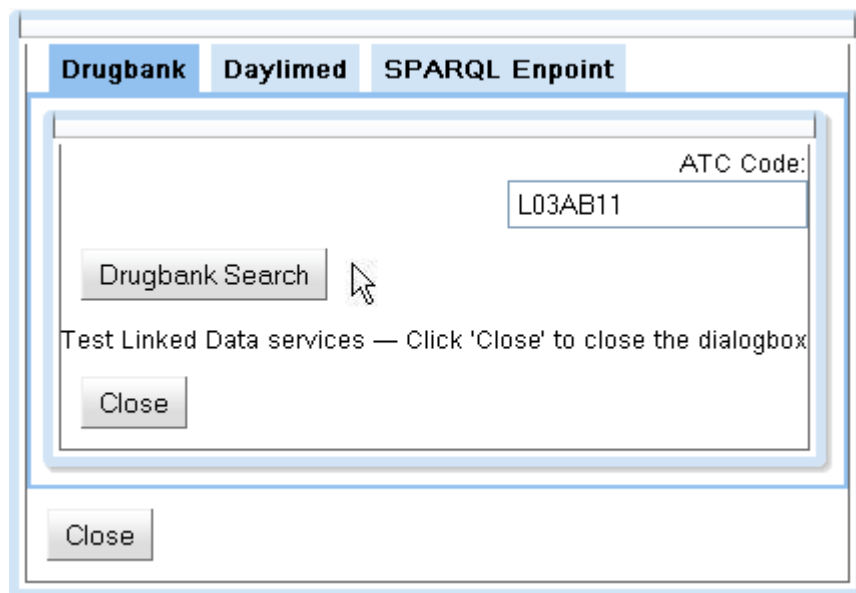 Drugbank Daylimed SPARQL Enpoint
ATC Code:
L03AB11
Drugbank Search
Test Linked Data services — Click 'Close' to close the dialogbox
Close
Close